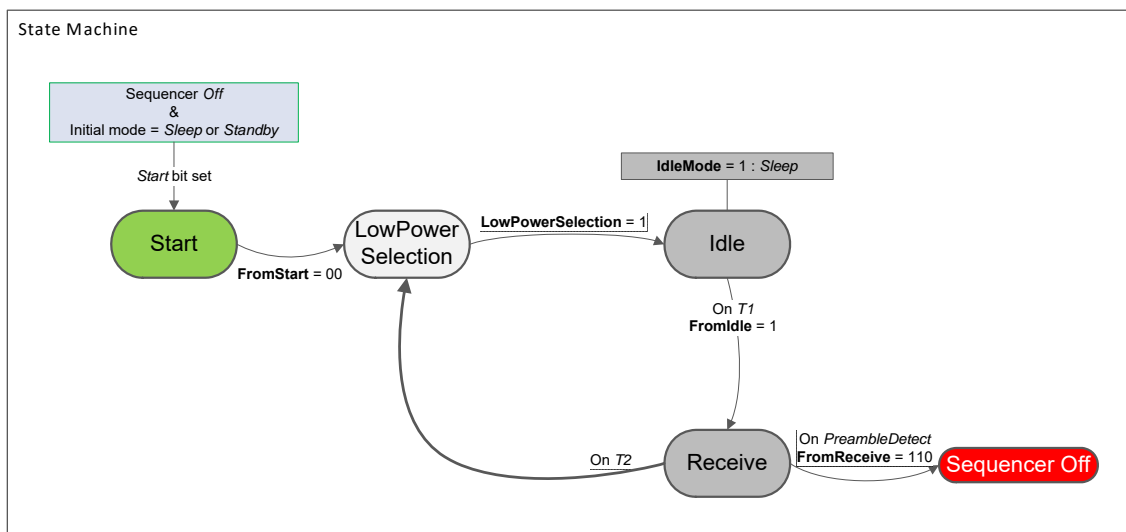 State Machine
Sequencer Off
&
Initial mode = Sleep or Standby
Start bit set
IdleMode = 1 : Sleep
Start
FromStart = 00
LowPower
Selection
LowPowerSelection = 1
Idle
On T1
FromIdle = 1
On T2
Receive
On PreambleDetect
FromReceive = 110
Sequencer Off